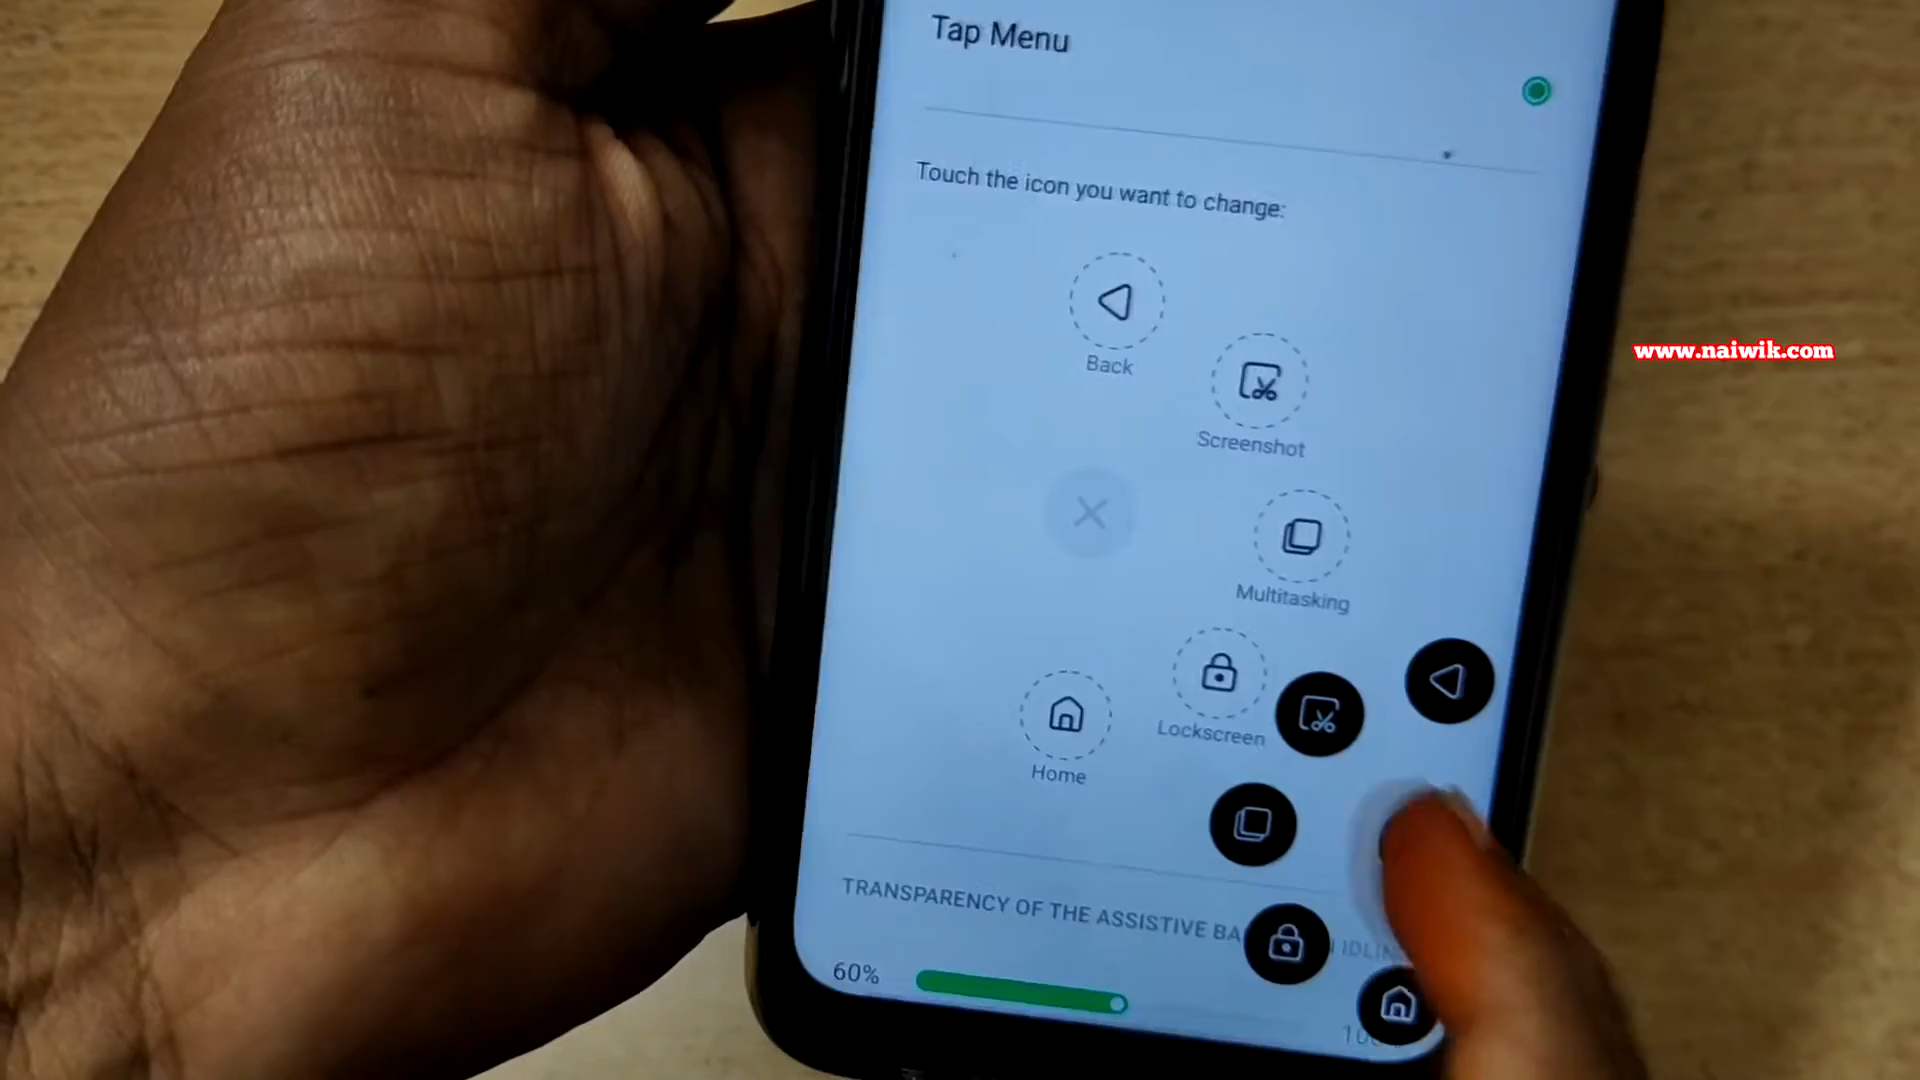 Tap Menu
Touch the icon you want to change:
Back
Screenshot
www.naiwik.com
Multitasking
Lockscreen
Home
TRANSPARENCY OF THE ASSISTIVE BA
60%